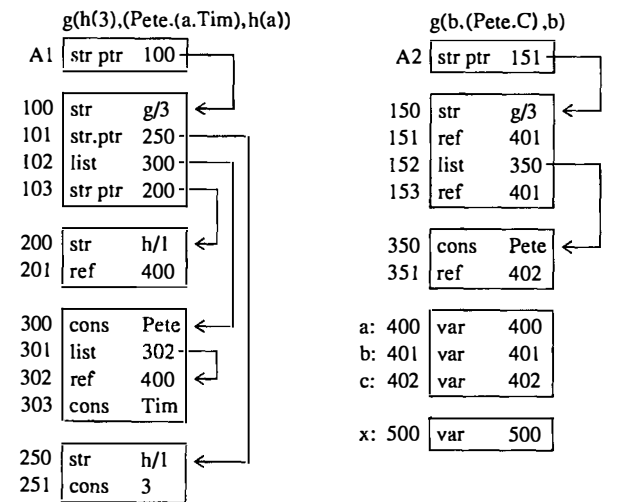 g(h(3),(Pete.(a.Tim),h(a))
A1 str ptr 100
100 str g/3
101 str.ptr 250
102 list 300
103 str ptr 200
200 str h/1
201 ref 400
300 cons Pete
301 list 302
302 ref 400
303 cons Tim
250 str h/1
251 cons 3
g(b,(Pete.C),b)
A2 str ptr 151
150 str g/3
151 ref 401
152 list 350
153 ref 401
350 cons Pete
351 ref 402
a: 400 var 400
b: 401 var 401
c: 402 var 402
x: 500 var 500